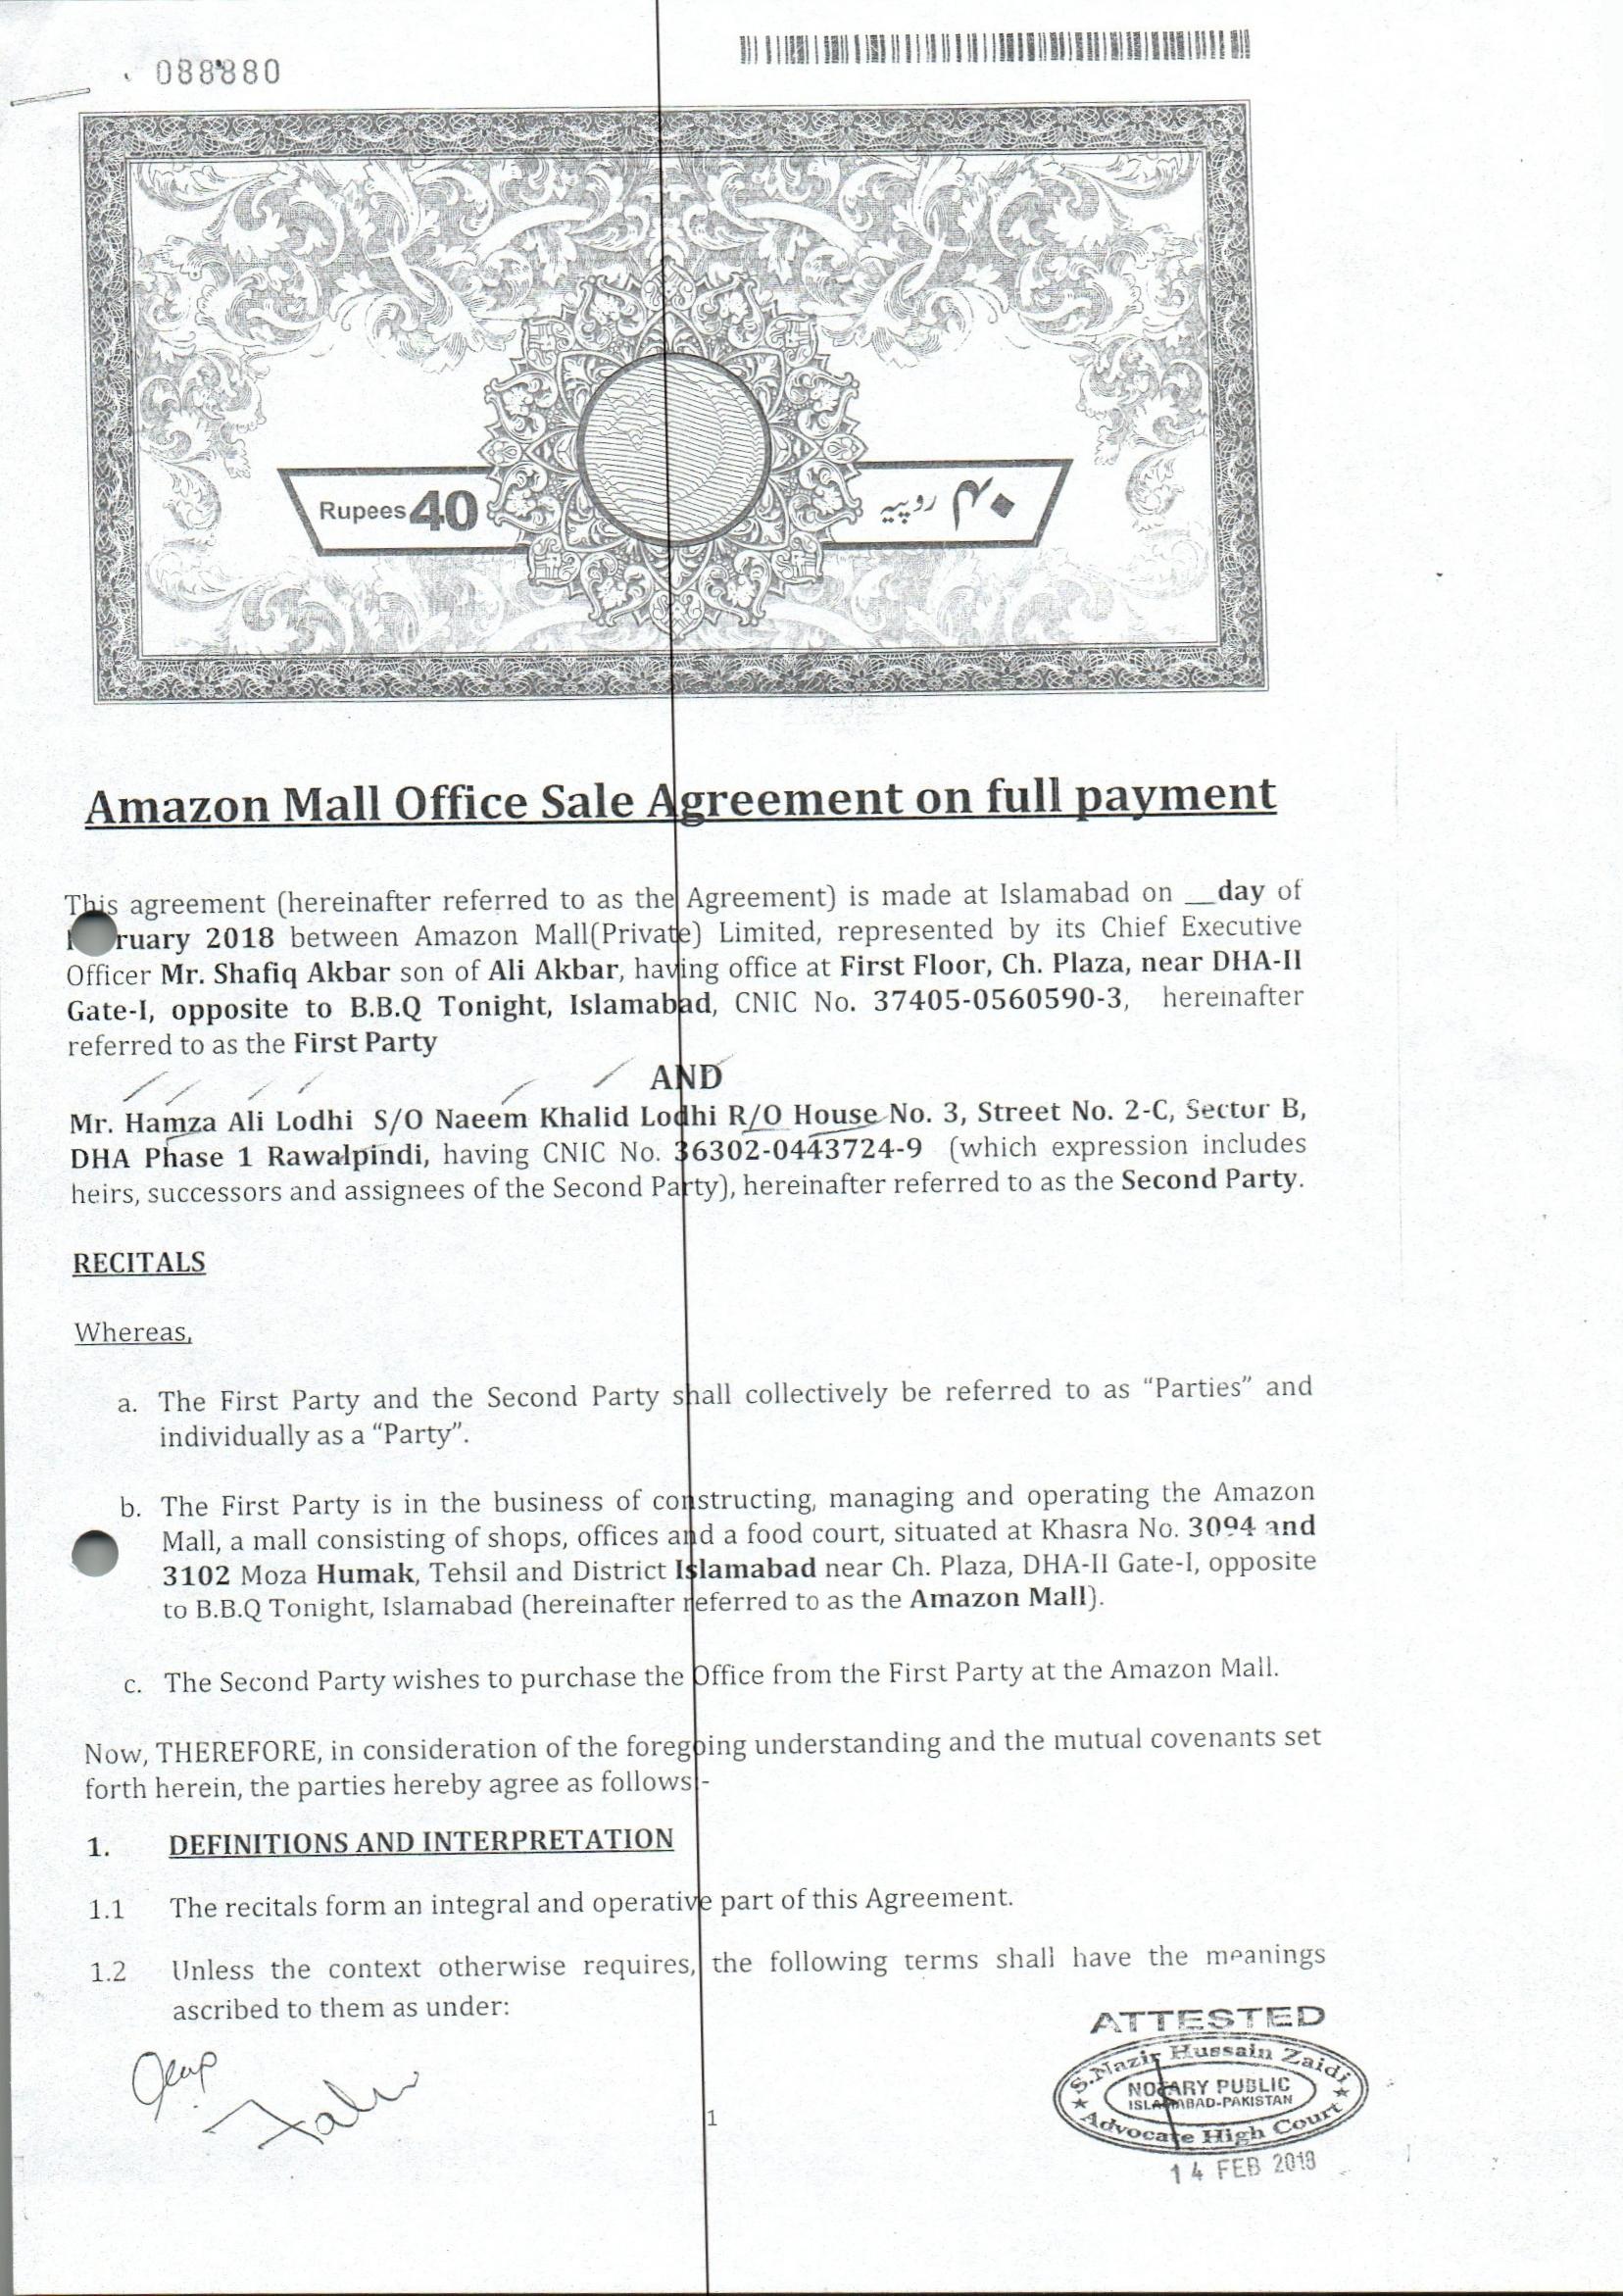 088880
Rupees 40
۴۰ روپیہ
Amazon Mall Office Sale Agreement on full payment
This agreement (hereinafter referred to as the Agreement) is made at Islamabad on __day of
ruary 2018 between Amazon Mall(Private) Limited, represented by its Chief Executive
Officer Mr. Shafiq Akbar son of Ali Akbar, having office at First Floor, Ch. Plaza, near DHA-II
Gate-I, opposite to B.B.Q Tonight, Islamabad, CNIC No. 37405-0560590-3, hereinafter
referred to as the First Party
AND
Mr. Hamza Ali Lodhi S/O Naeem Khalid Lodhi R/O House No. 3, Street No. 2-C, Sector B,
DHA Phase 1 Rawalpindi, having CNIC No. 36302-0443724-9 (which expression includes
heirs, successors and assignees of the Second Party), hereinafter referred to as the Second Party.
RECITALS
Whereas,
a. The First Party and the Second Party shall collectively be referred to as “Parties” and
individually as a “Party”.
b. The First Party is in the business of constructing, managing and operating the Amazon
Mall, a mall consisting of shops, offices and a food court, situated at Khasra No. 3094 and
3102 Moza Humak, Tehsil and District Islamabad near Ch. Plaza, DHA-II Gate-I, opposite
to B.B.Q Tonight, Islamabad (hereinafter referred to as the Amazon Mall).
c. The Second Party wishes to purchase the Office from the First Party at the Amazon Mall.
Now, THEREFORE, in consideration of the foregoing understanding and the mutual covenants set
forth herein, the parties hereby agree as follows:-
1. DEFINITIONS AND INTERPRETATION
1.1 The recitals form an integral and operative part of this Agreement.
1.2 Unless the context otherwise requires, the following terms shall have the meanings
ascribed to them as under:
ATTESTED
S.Nazir Hussain Zaidi
NOTARY PUBLIC
ISLAMABAD-PAKISTAN
Advocate High Court
14 FEB 2018
1